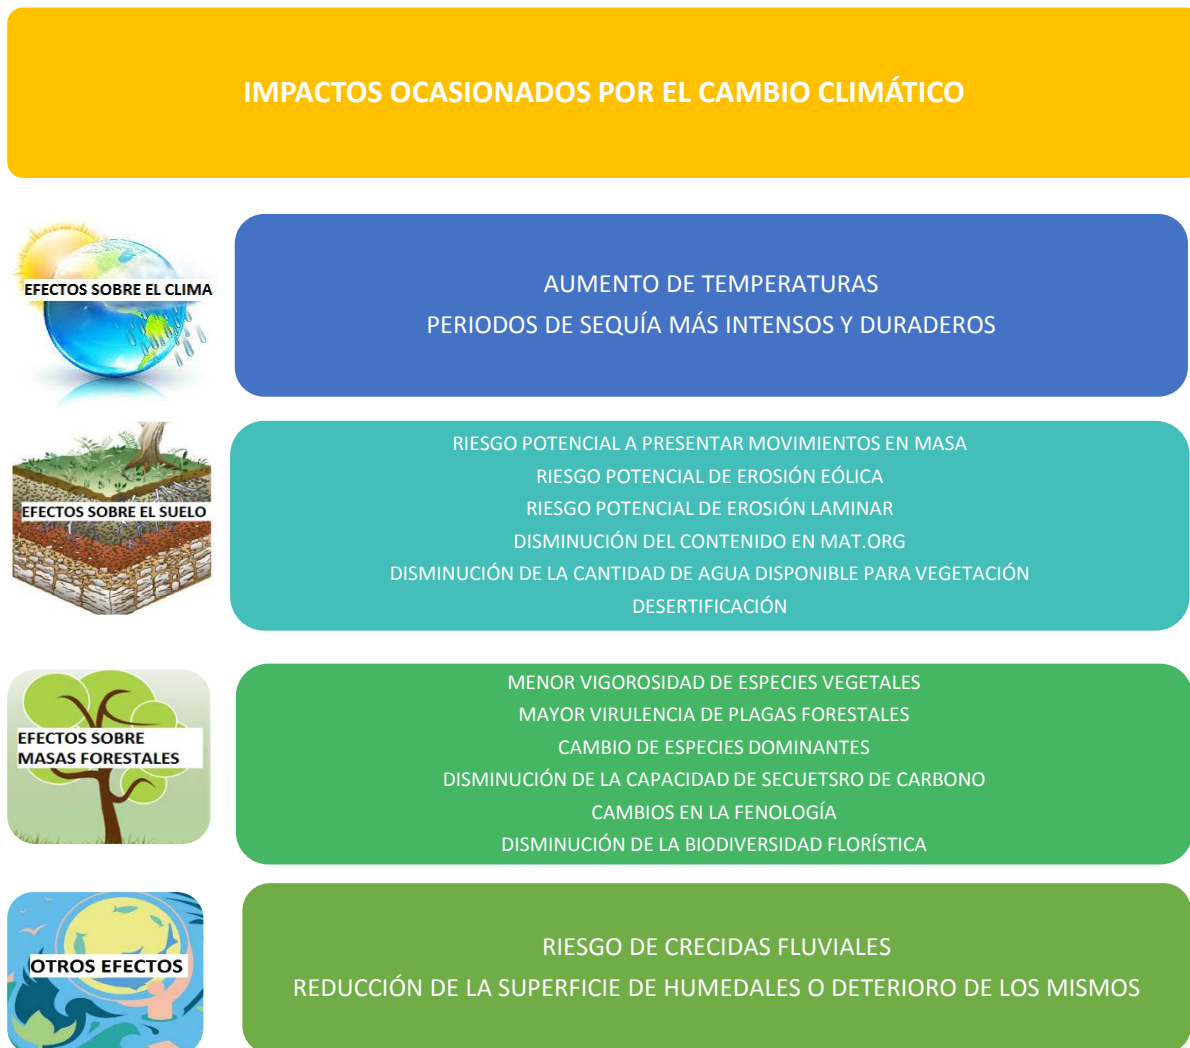 IMPACTOS OCASIONADOS POR EL CAMBIO CLIMÁTICO
EFECTOS SOBRE EL CLIMA
AUMENTO DE TEMPERATURAS
PERIODOS DE SEQUÍA MÁS INTENSOS Y DURADEROS
EFECTOS SOBRE EL SUELO
RIESGO POTENCIAL A PRESENTAR MOVIMIENTOS EN MASA
RIESGO POTENCIAL DE EROSIÓN EÓLICA
RIESGO POTENCIAL DE EROSIÓN LAMINAR
DISMINUCIÓN DEL CONTENIDO EN MAT.ORG
DISMINUCIÓN DE LA CANTIDAD DE AGUA DISPONIBLE PARA VEGETACIÓN
DESERTIFICACIÓN
EFECTOS SOBRE
MASAS FORESTALES
MENOR VIGOROSIDAD DE ESPECIES VEGETALES
MAYOR VIRULENCIA DE PLAGAS FORESTALES
CAMBIO DE ESPECIES DOMINANTES
DISMINUCIÓN DE LA CAPACIDAD DE SECUETSRO DE CARBONO
CAMBIOS EN LA FENOLOGÍA
DISMINUCIÓN DE LA BIODIVERSIDAD FLORÍSTICA
OTROS EFECTOS
RIESGO DE CRECIDAS FLUVIALES
REDUCCIÓN DE LA SUPERFICIE DE HUMEDALES O DETERIORO DE LOS MISMOS